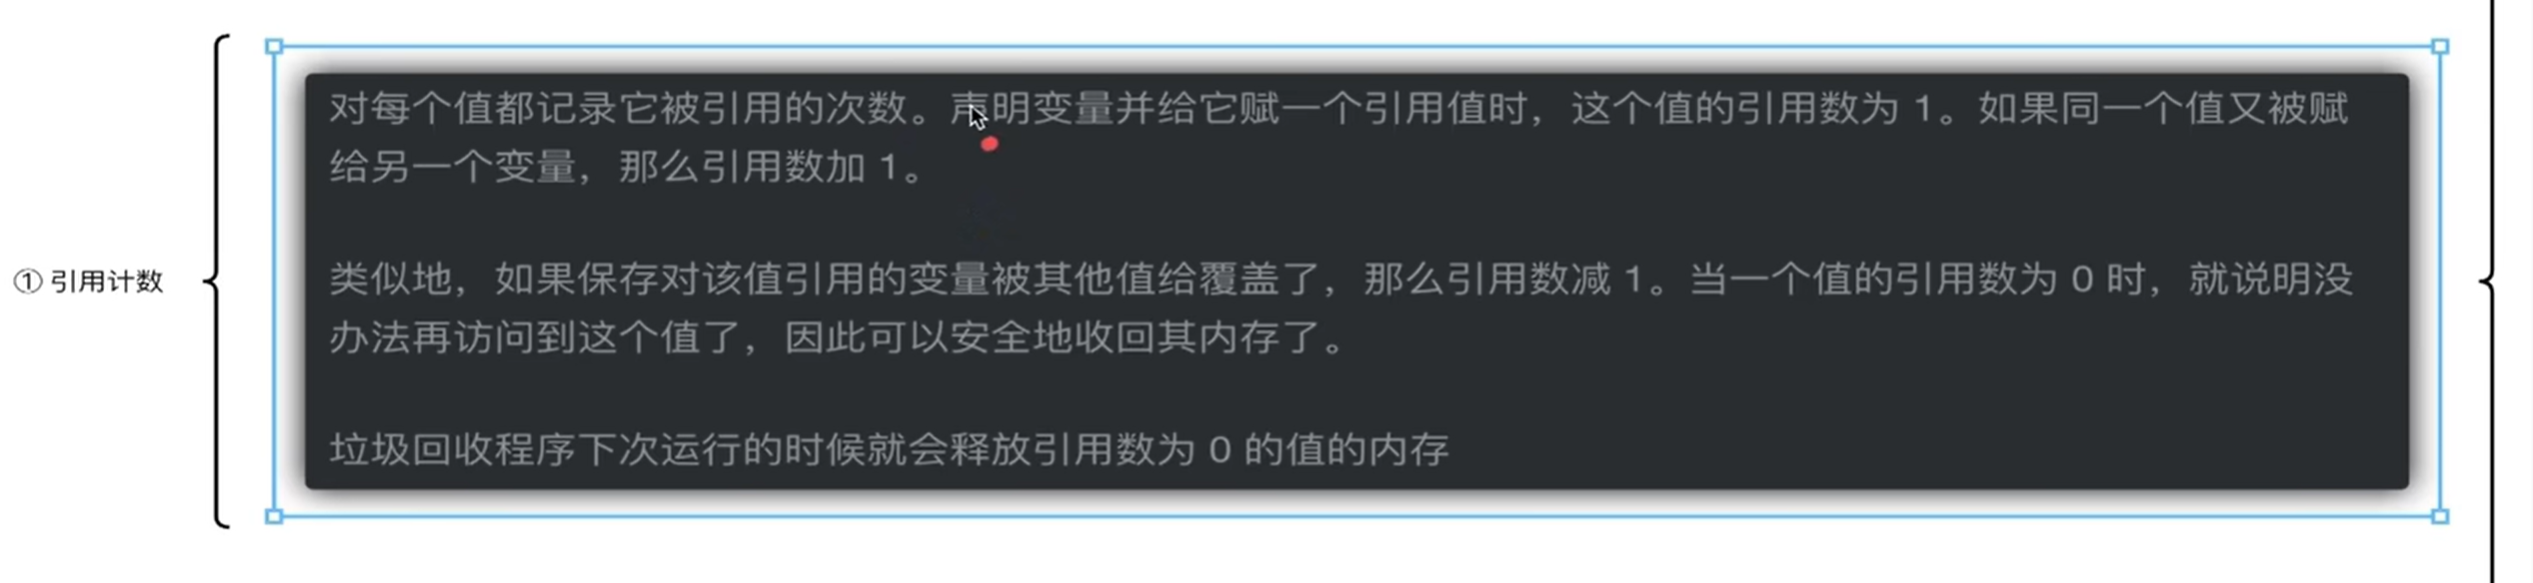 ① 引用计数
对每个值都记录它被引用的次数。声明变量并给它赋一个引用值时，这个值的引用数为 1。如果同一个值又被赋
给另一个变量，那么引用数加 1。
类似地，如果保存对该值引用的变量被其他值给覆盖了，那么引用数减 1。当一个值的引用数为 0 时，就说明没
办法再访问到这个值了，因此可以安全地收回其内存了。
垃圾回收程序下次运行的时候就会释放引用数为 0 的值的内存